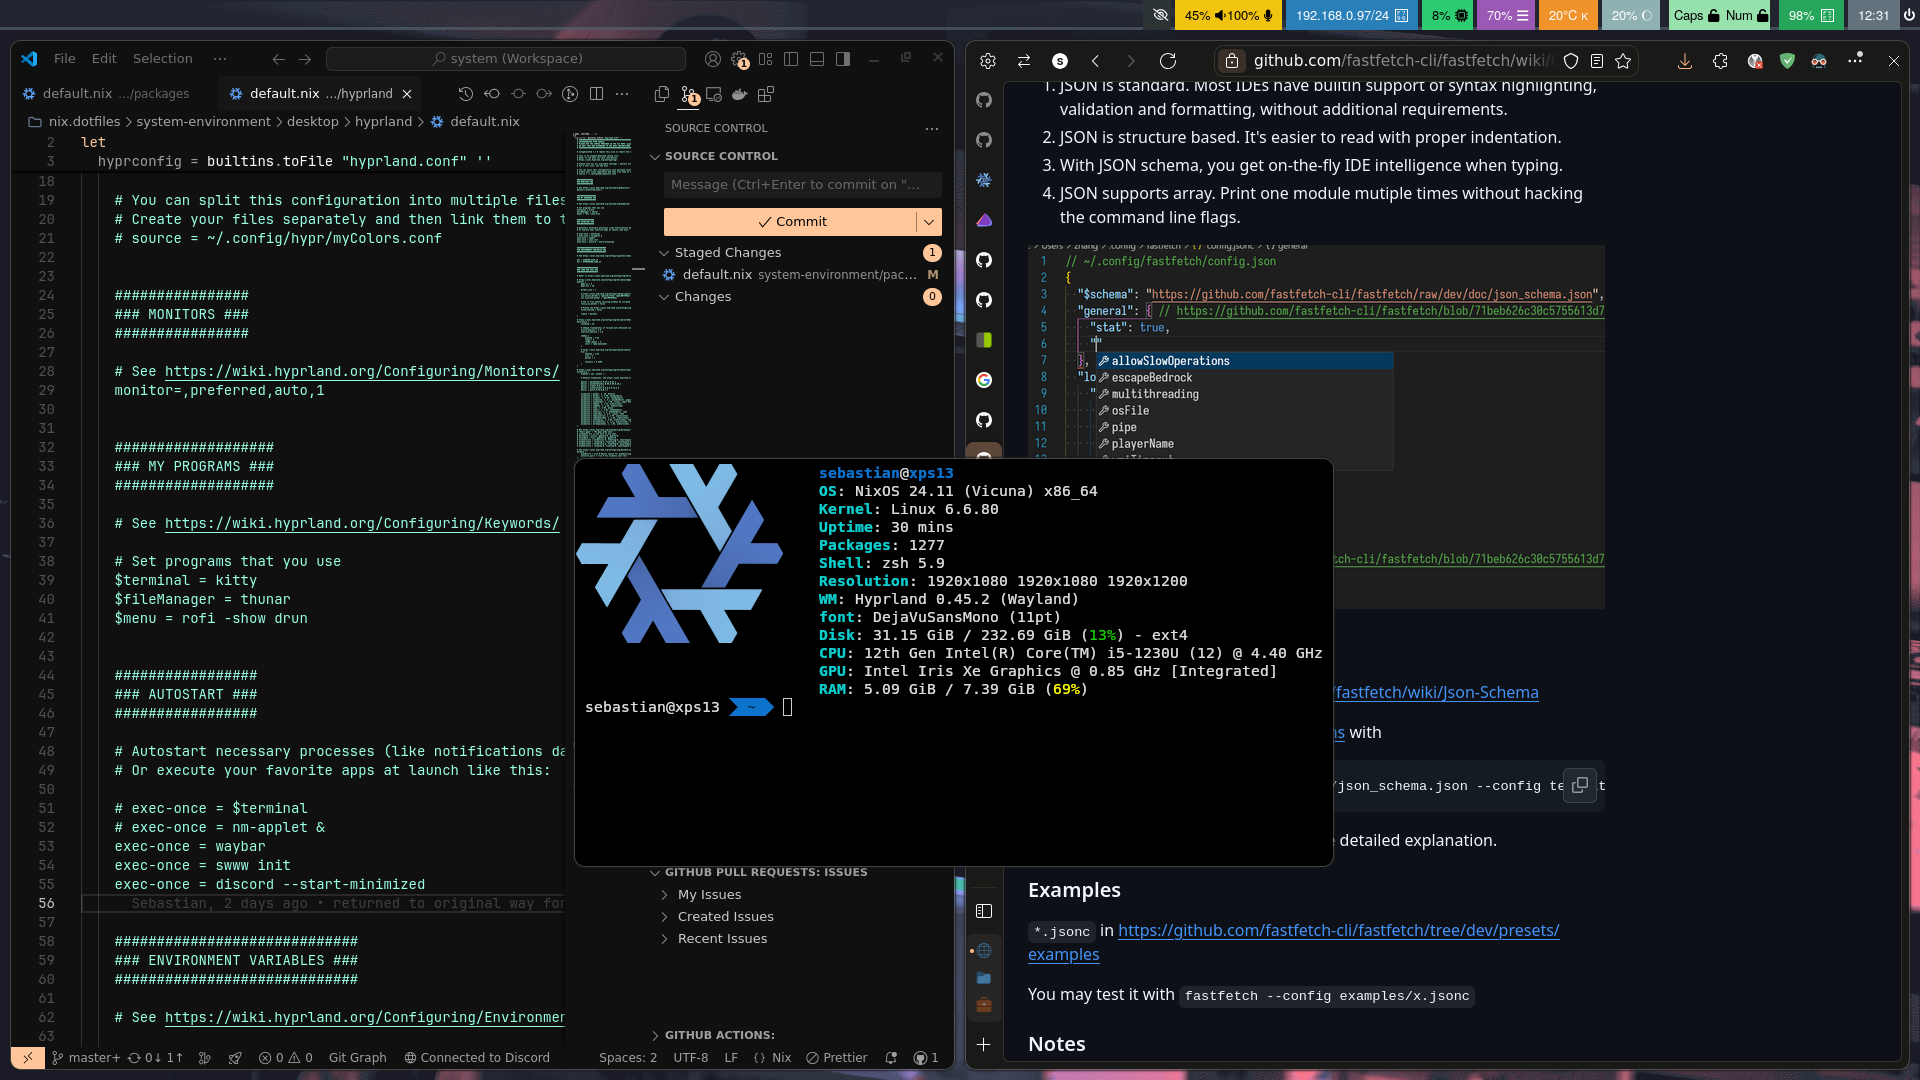 45% 100%
192.168.0.97/24
8%
70%
20°C
20%
Caps Num
98%
12:31
File Edit Selection ⋯
system (Workspace)
default.nix .../packages
default.nix .../hyprland
nix.dotfiles > system-environment > desktop > hyprland > default.nix
2 let
3 hyprconfig = builtins.toFile "hyprland.conf" ''
18
19 # You can split this configuration into multiple files
20 # Create your files separately and then link them to t
21 # source = ~/.config/hypr/myColors.conf
22
23
24 ################
25 ### MONITORS ###
26 ################
27
28 # See https://wiki.hyprland.org/Configuring/Monitors/
29 monitor=,preferred,auto,1
30
31
32 ###################
33 ### MY PROGRAMS ###
34 ###################
35
36 # See https://wiki.hyprland.org/Configuring/Keywords/
37
38 # Set programs that you use
39 $terminal = kitty
40 $fileManager = thunar
41 $menu = rofi -show drun
42
43
44 #################
45 ### AUTOSTART ###
46 #################
47
48 # Autostart necessary processes (like notifications da
49 # Or execute your favorite apps at launch like this:
50
51 # exec-once = $terminal
52 # exec-once = nm-applet &
53 exec-once = waybar
54 exec-once = swww init
55 exec-once = discord --start-minimized
56 Sebastian, 2 days ago • returned to original way for
57
58 #############################
59 ### ENVIRONMENT VARIABLES ###
60 #############################
61
62 # See https://wiki.hyprland.org/Configuring/Environmen
63
SOURCE CONTROL
SOURCE CONTROL
Message (Ctrl+Enter to commit on "...
Commit
Staged Changes 1
default.nix system-environment/pac... M
Changes 0
GITHUB PULL REQUESTS: ISSUES
My Issues
Created Issues
Recent Issues
GITHUB ACTIONS:
master+ 0↓ 1↑ 0 0 Git Graph Connected to Discord Spaces: 2 UTF-8 LF {} Nix Prettier 1
sebastian@xps13
OS: NixOS 24.11 (Vicuna) x86_64
Kernel: Linux 6.6.80
Uptime: 30 mins
Packages: 1277
Shell: zsh 5.9
Resolution: 1920x1080 1920x1080 1920x1200
WM: Hyprland 0.45.2 (Wayland)
font: DejaVuSansMono (11pt)
Disk: 31.15 GiB / 232.69 GiB (13%) - ext4
CPU: 12th Gen Intel(R) Core(TM) i5-1230U (12) @ 4.40 GHz
GPU: Intel Iris Xe Graphics @ 0.85 GHz [Integrated]
RAM: 5.09 GiB / 7.39 GiB (69%)
sebastian@xps13 ~
github.com/fastfetch-cli/fastfetch/wiki/
1. JSON is standard. Most IDEs have builtin support of syntax highlighting,
validation and formatting, without additional requirements.
2. JSON is structure based. It's easier to read with proper indentation.
3. With JSON schema, you get on-the-fly IDE intelligence when typing.
4. JSON supports array. Print one module mutiple times without hacking
the command line flags.
Users > zhang > .config > fastfetch > {} config.jsonc > {} general
1 // ~/.config/fastfetch/config.json
2 {
3 "$schema": "https://github.com/fastfetch-cli/fastfetch/raw/dev/doc/json_schema.json",
4 "general": { // https://github.com/fastfetch-cli/fastfetch/blob/71beb626c30c5755613d7
5 "stat": true,
6 ""
7 }, allowSlowOperations
8 "lo escapeBedrock
9 " multithreading
10 osFile
11 pipe
12 playerName
tch-cli/fastfetch/blob/71beb626c30c5755613d7
/fastfetch/wiki/Json-Schema
ns with
/json_schema.json --config te t
detailed explanation.
Examples
*.jsonc in https://github.com/fastfetch-cli/fastfetch/tree/dev/presets/
examples
You may test it with fastfetch --config examples/x.jsonc
Notes